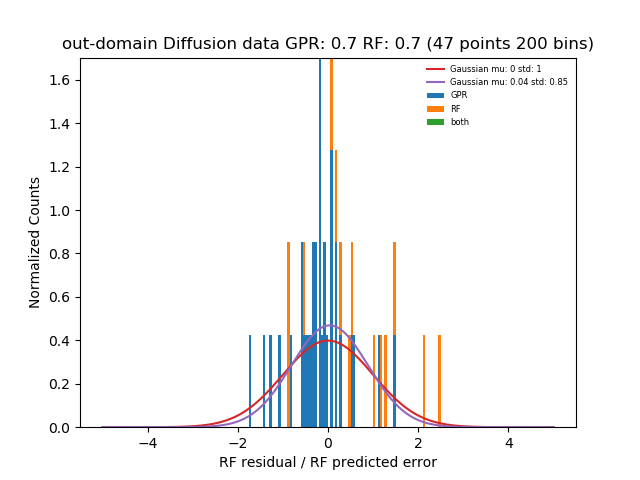 out-domain Diffusion data GPR: 0.7 RF: 0.7 (47 points 200 bins)
Gaussian mu: 0 std: 1
Gaussian mu: 0.04 std: 0.85
GPR
RF
both
Normalized Counts
1.6
1.4
1.2
1.0
0.8
0.6
0.4
0.2
0.0
−4
−2
0
2
4
RF residual / RF predicted error